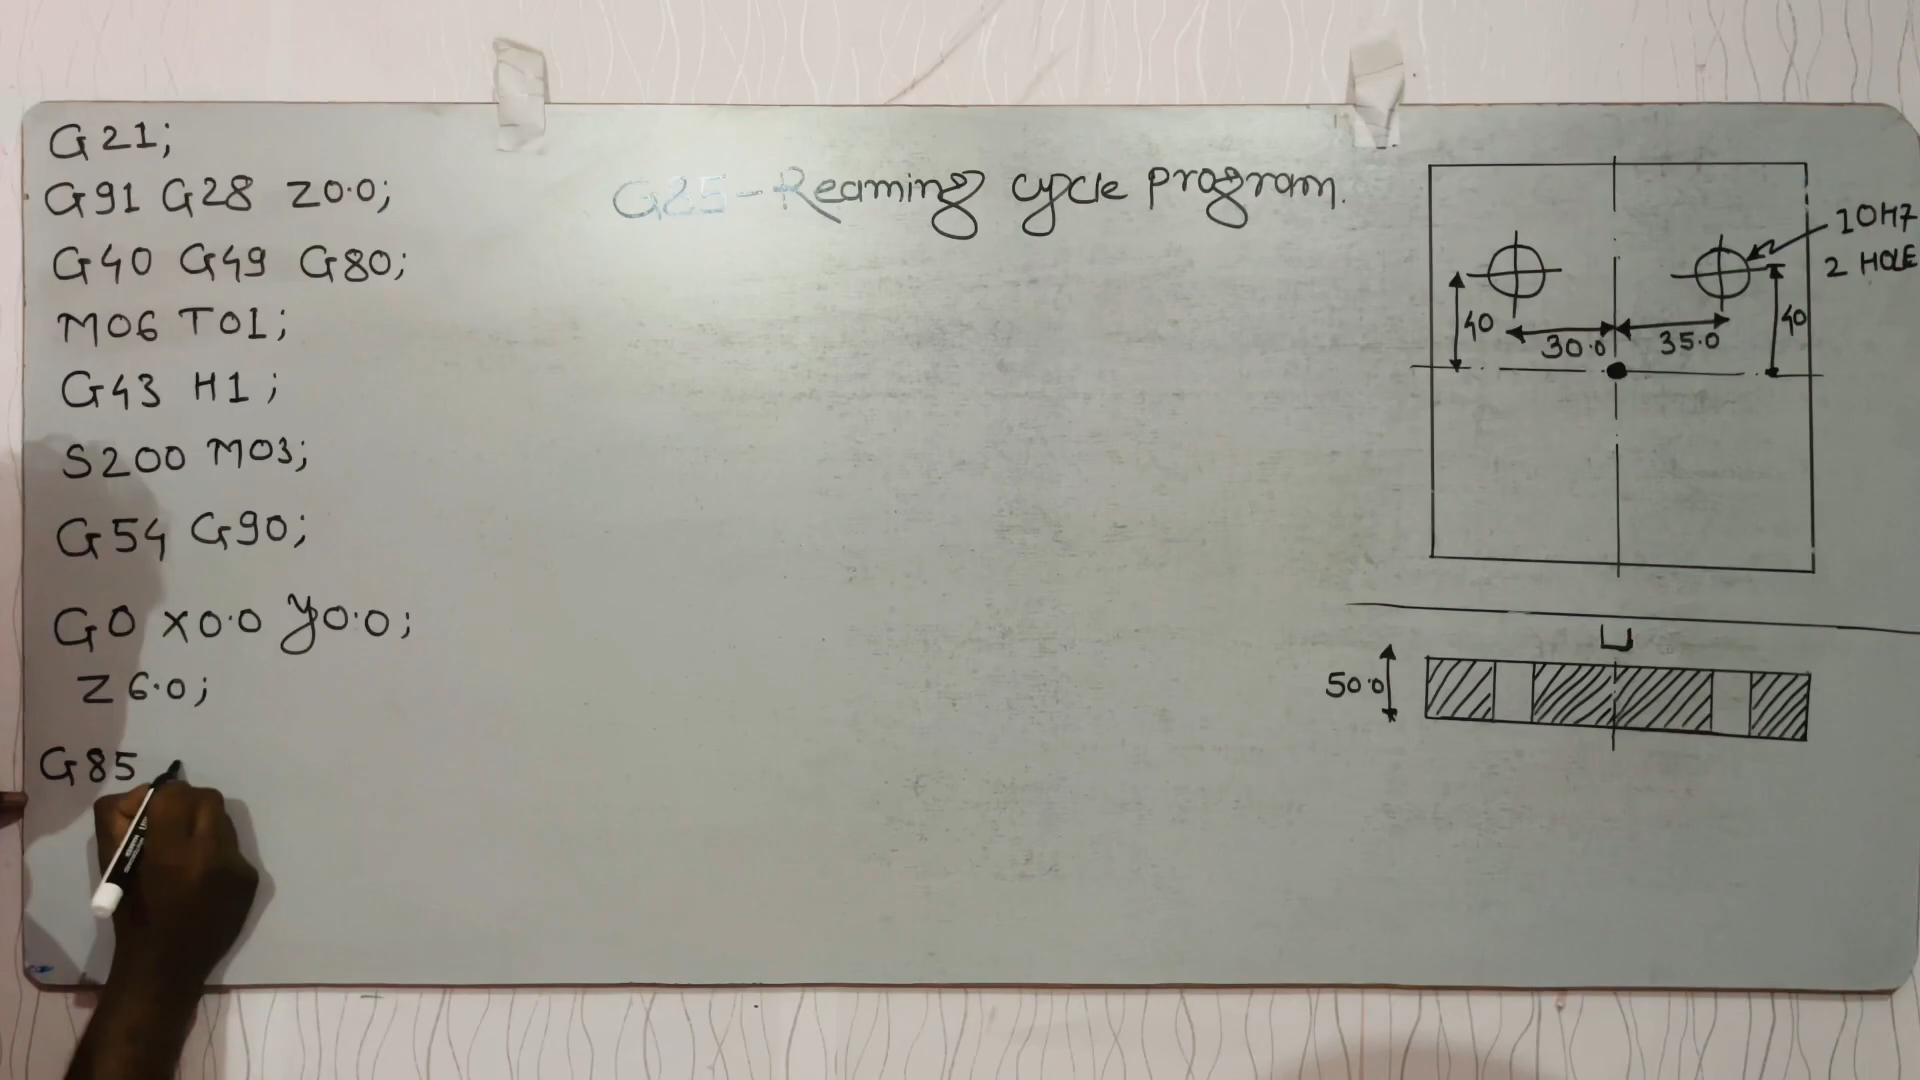 G21;
G91 G28 Z0.0;
G40 G49 G80;
M06 T01;
G43 H1;
S200 M03;
G54 G90;
G0 X0.0 Y0.0;
Z6.0;
G85
G85-Reaming cycle program.
10H7
2 HOLE
40
30.0
35.0
40
50.0